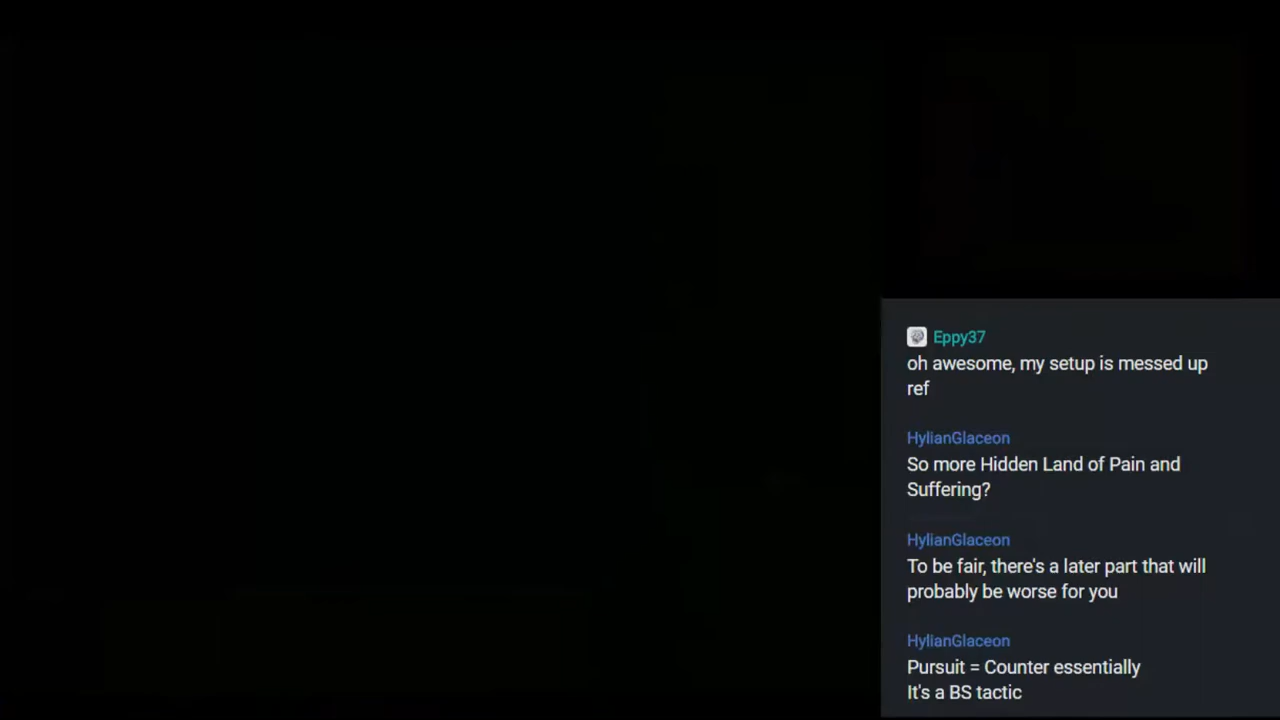 Eppy37
oh awesome, my setup is messed up
ref
HylianGlaceon
So more Hidden Land of Pain and
Suffering?
HylianGlaceon
To be fair, there's a later part that will
probably be worse for you
HylianGlaceon
Pursuit = Counter essentially
It's a BS tactic